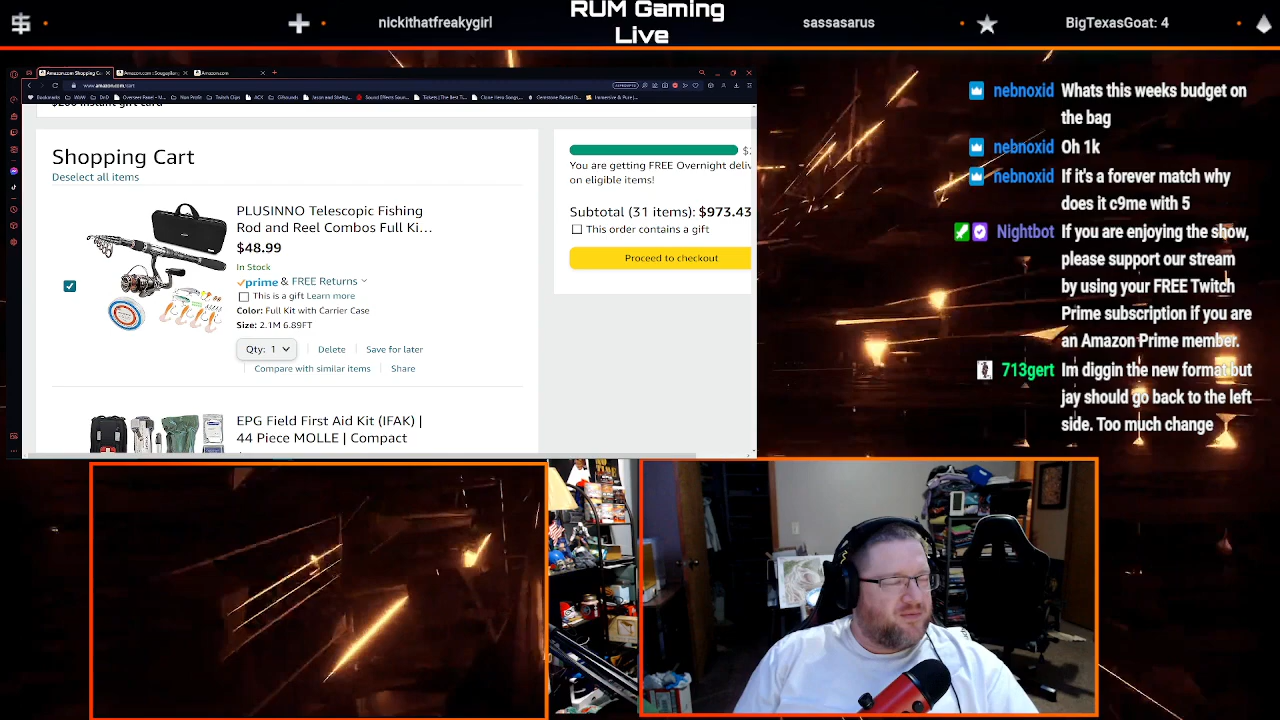 nickithatfreakygirl
RUM Gaming
Live
sassasarus
BigTexasGoat: 4
www.amazon.com/cart
Shopping Cart
Deselect all items
PLUSINNO Telescopic Fishing
Rod and Reel Combos Full Ki...
$48.99
In Stock
prime & FREE Returns
This is a gift Learn more
Color: Full Kit with Carrier Case
Size: 2.1M 6.89FT
Qty: 1
Delete
Save for later
Compare with similar items
Share
EPG Field First Aid Kit (IFAK) |
44 Piece MOLLE | Compact
You are getting FREE Overnight deliv
on eligible items!
Subtotal (31 items): $973.43
This order contains a gift
Proceed to checkout
nebnoxid Whats this weeks budget on
the bag
nebnoxid Oh 1k
nebnoxid If it's a forever match why
does it c9me with 5
Nightbot If you are enjoying the show,
please support our stream
by using your FREE Twitch
Prime subscription if you are
an Amazon Prime member.
713gert Im diggin the new format but
jay should go back to the left
side. Too much change